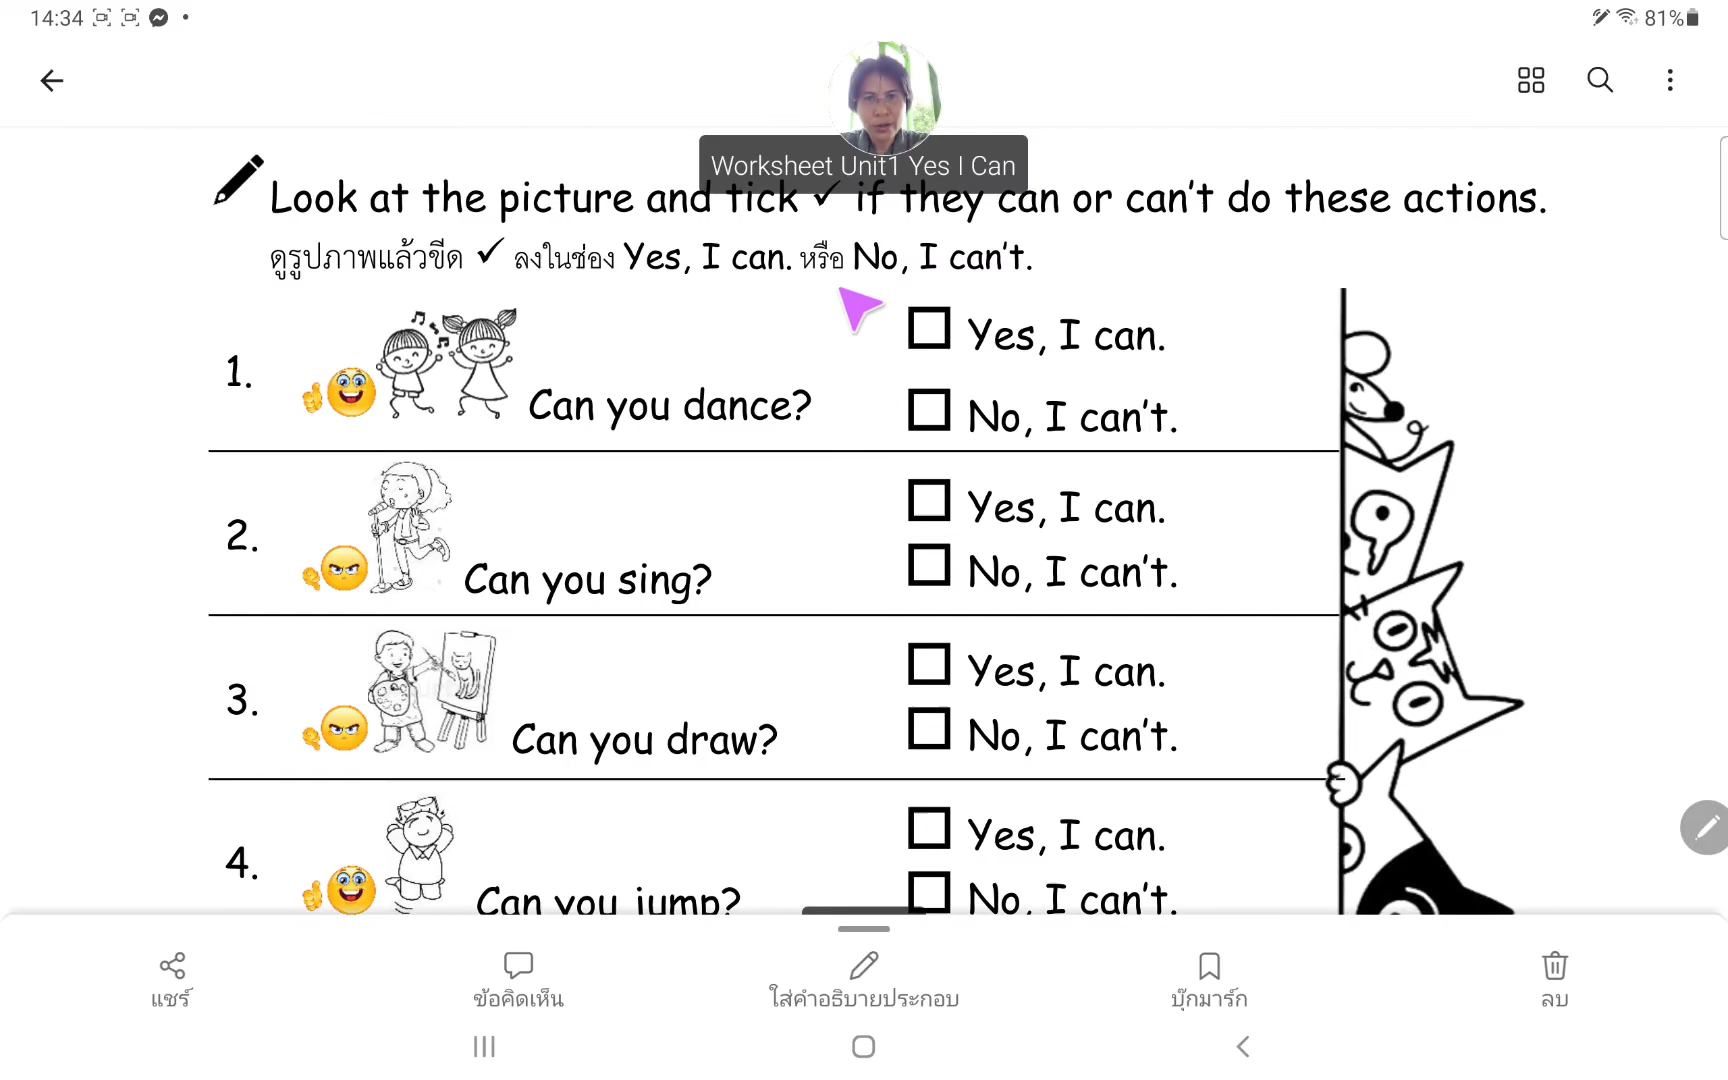 14:34
81%
Worksheet Unit1 Yes I Can
Look at the picture and tick ✓ if they can or can't do these actions.
ดูรูปภาพแล้วขีด ✓ ลงในช่อง Yes, I can. หรือ No, I can't.
1. Can you dance?
Yes, I can.
No, I can't.
2. Can you sing?
Yes, I can.
No, I can't.
3. Can you draw?
Yes, I can.
No, I can't.
4. Can you jump?
Yes, I can.
No, I can't.
แชร์
ข้อคิดเห็น
ใส่คำอธิบายประกอบ
บุ๊กมาร์ก
ลบ